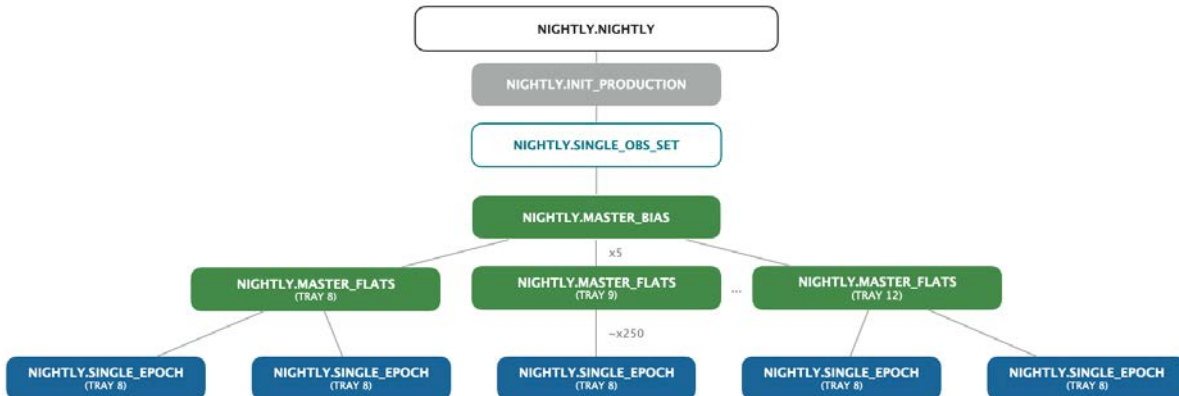 NIGHTLY.NIGHTLY
NIGHTLY.INIT_PRODUCTION
NIGHTLY.SINGLE_OBS_SET
NIGHTLY.MASTER_BIAS
x5
NIGHTLY.MASTER_FLATS
(TRAY 8)
NIGHTLY.MASTER_FLATS
(TRAY 9)
...
NIGHTLY.MASTER_FLATS
(TRAY 12)
~x250
NIGHTLY.SINGLE_EPOCH
(TRAY 8)
NIGHTLY.SINGLE_EPOCH
(TRAY 8)
NIGHTLY.SINGLE_EPOCH
(TRAY 8)
NIGHTLY.SINGLE_EPOCH
(TRAY 8)
NIGHTLY.SINGLE_EPOCH
(TRAY 8)